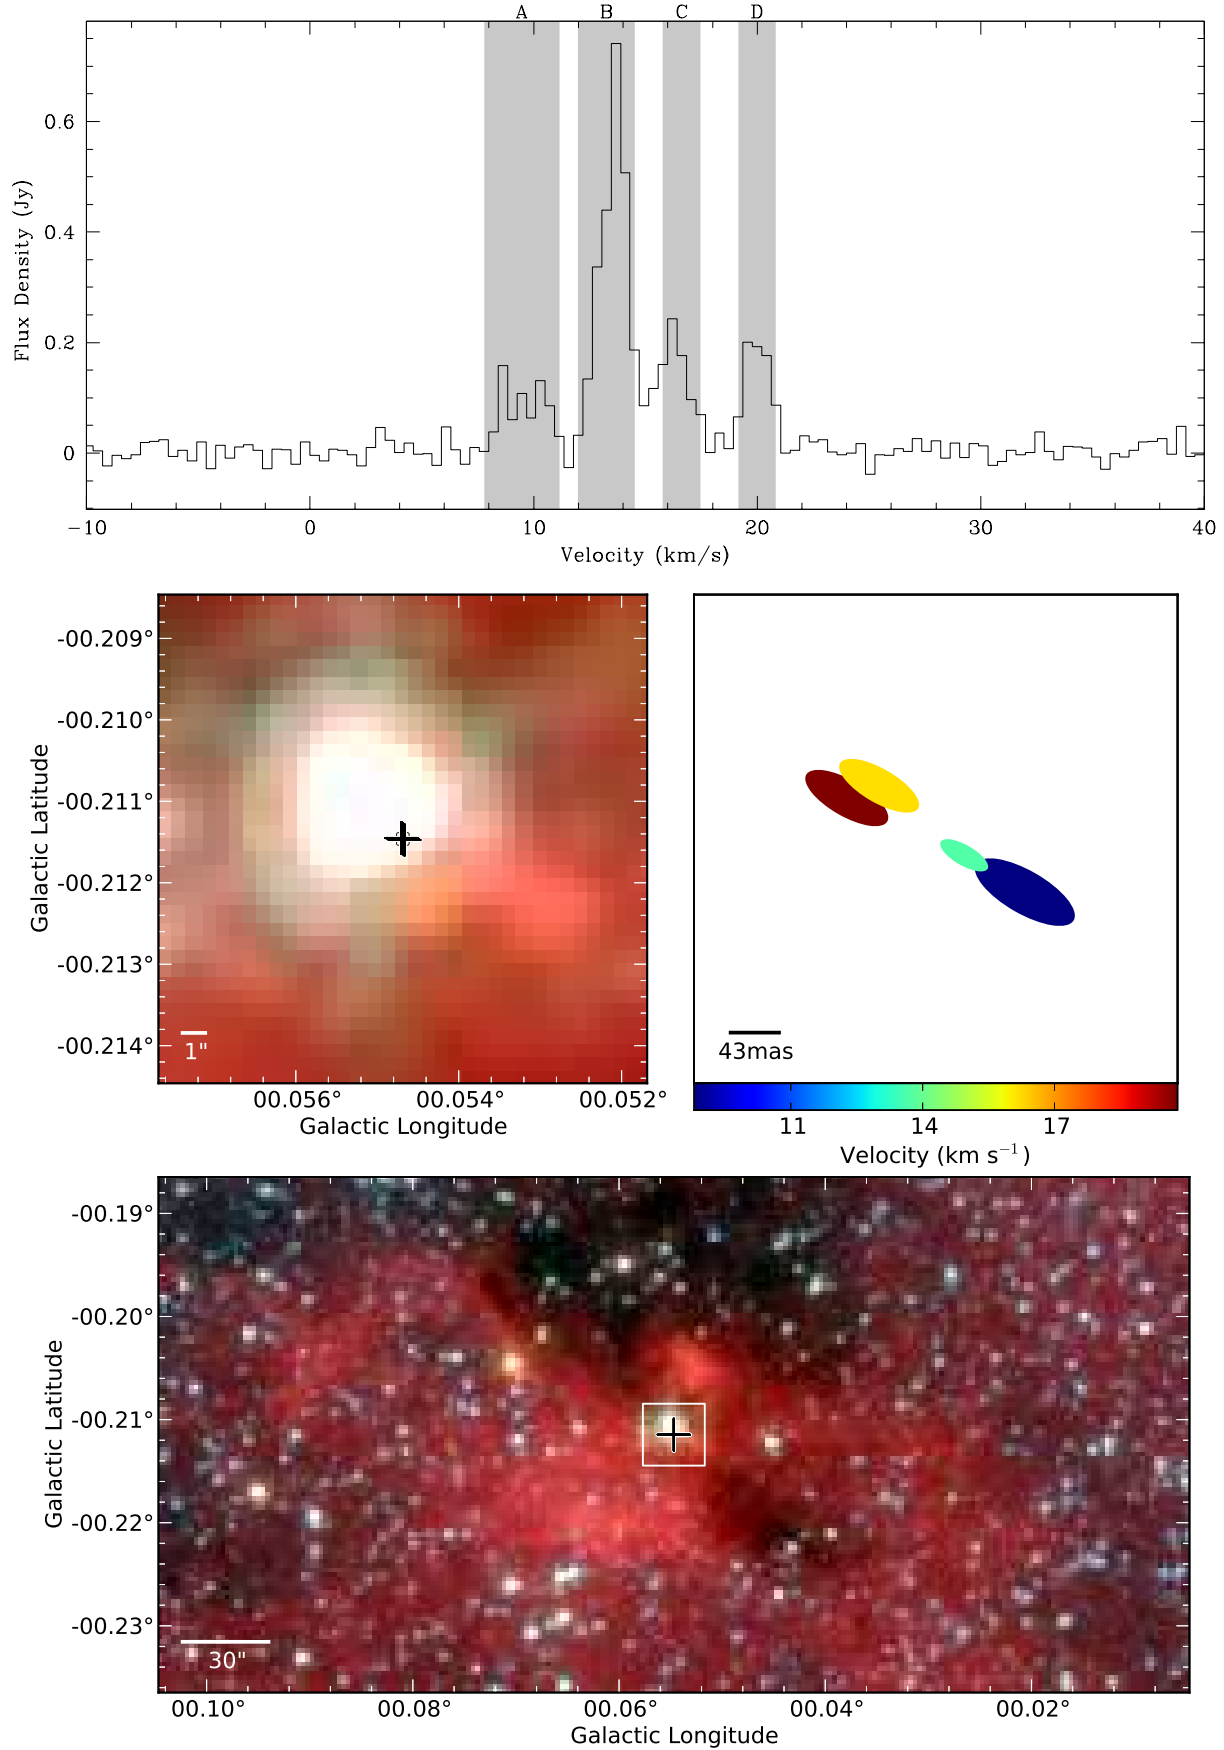 A B C D
Flux Density (Jy)
0.6
0.4
0.2
0
−10 0 10 20 30 40
Velocity (km/s)
Galactic Latitude
-00.209°
-00.210°
-00.211°
-00.212°
-00.213°
-00.214°
1"
00.056° 00.054° 00.052°
Galactic Longitude
43mas
11 14 17
Velocity (km s⁻¹)
Galactic Latitude
-00.19°
-00.20°
-00.21°
-00.22°
-00.23°
30"
00.10° 00.08° 00.06° 00.04° 00.02°
Galactic Longitude